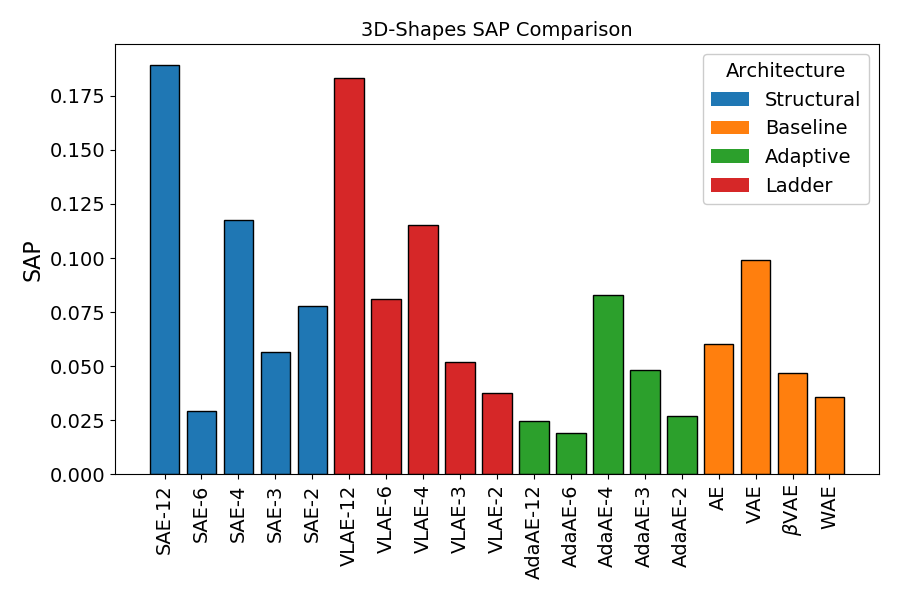 3D-Shapes SAP Comparison
SAP
0.175
0.150
0.125
0.100
0.075
0.050
0.025
0.000
Architecture
Structural
Baseline
Adaptive
Ladder
SAE-12
SAE-6
SAE-4
SAE-3
SAE-2
VLAE-12
VLAE-6
VLAE-4
VLAE-3
VLAE-2
AdaAE-12
AdaAE-6
AdaAE-4
AdaAE-3
AdaAE-2
AE
VAE
βVAE
WAE